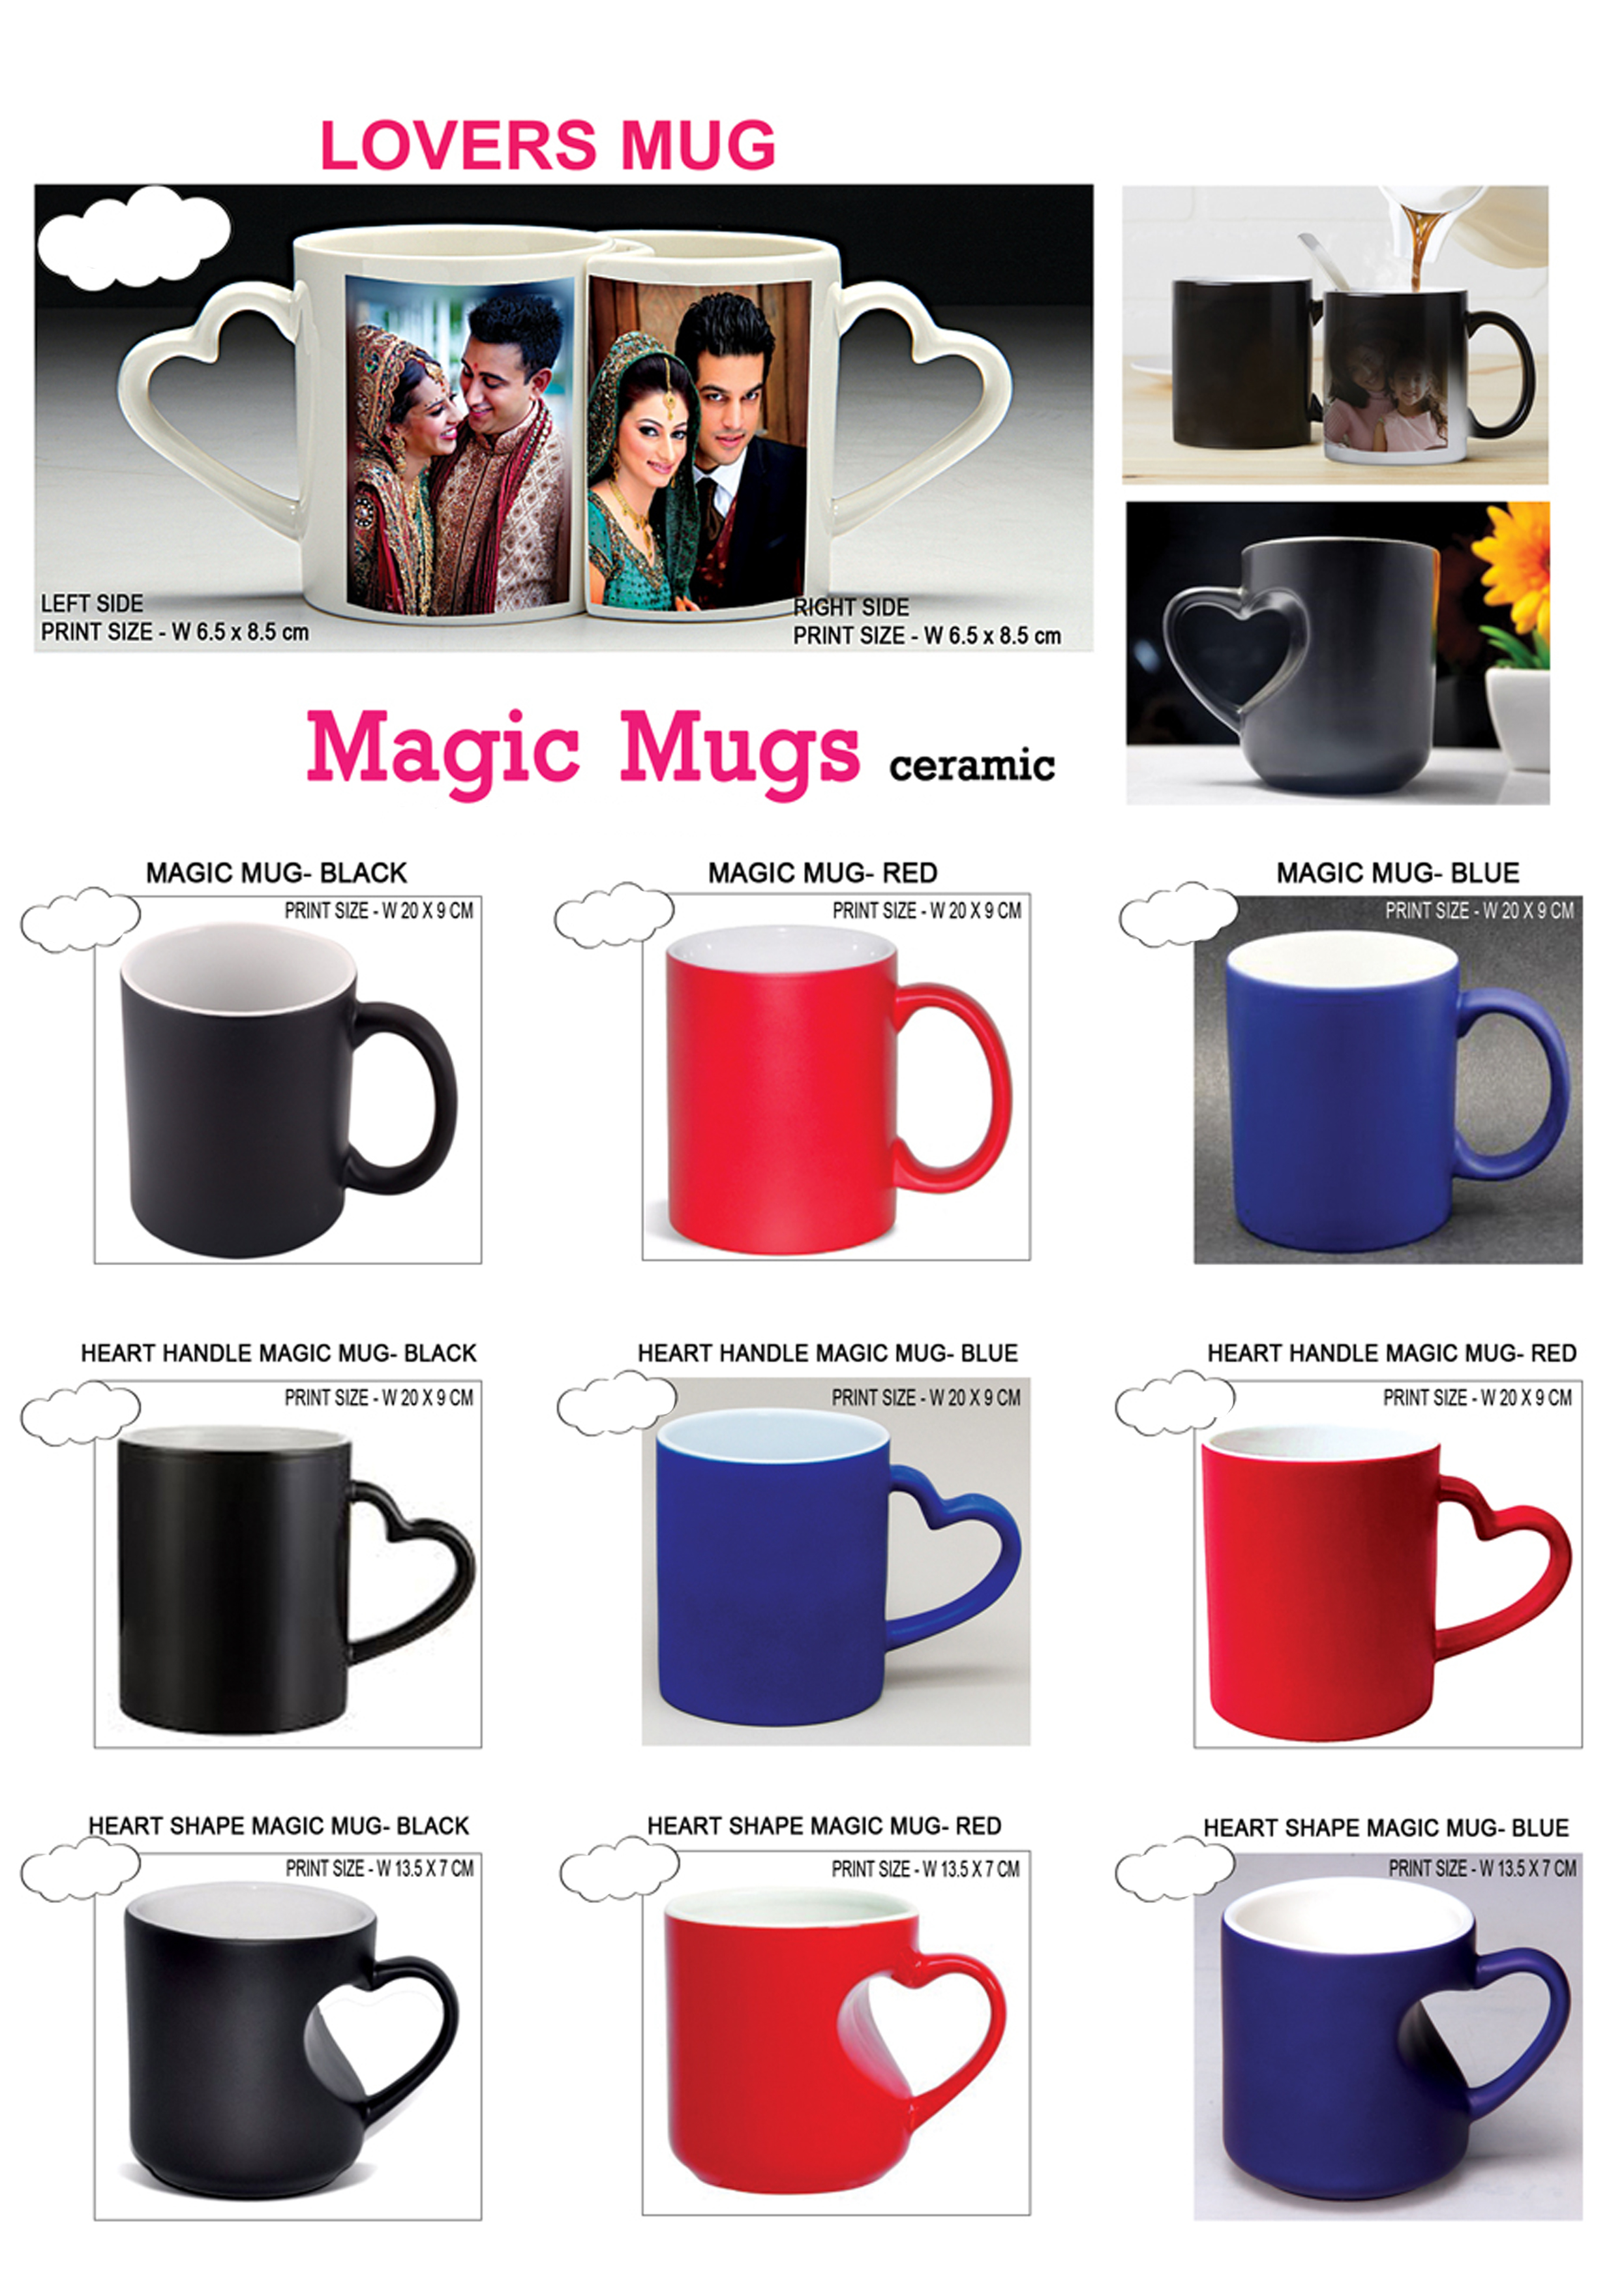 LOVERS MUG
LEFT SIDE
PRINT SIZE - W 6.5 x 8.5 cm
RIGHT SIDE
PRINT SIZE - W 6.5 x 8.5 cm
Magic Mugs ceramic
MAGIC MUG- BLACK
PRINT SIZE - W 20 X 9 CM
MAGIC MUG- RED
PRINT SIZE - W 20 X 9 CM
MAGIC MUG- BLUE
PRINT SIZE - W 20 X 9 CM
HEART HANDLE MAGIC MUG- BLACK
PRINT SIZE - W 20 X 9 CM
HEART HANDLE MAGIC MUG- BLUE
PRINT SIZE - W 20 X 9 CM
HEART HANDLE MAGIC MUG- RED
PRINT SIZE - W 20 X 9 CM
HEART SHAPE MAGIC MUG- BLACK
PRINT SIZE - W 13.5 X 7 CM
HEART SHAPE MAGIC MUG- RED
PRINT SIZE - W 13.5 X 7 CM
HEART SHAPE MAGIC MUG- BLUE
PRINT SIZE - W 13.5 X 7 CM